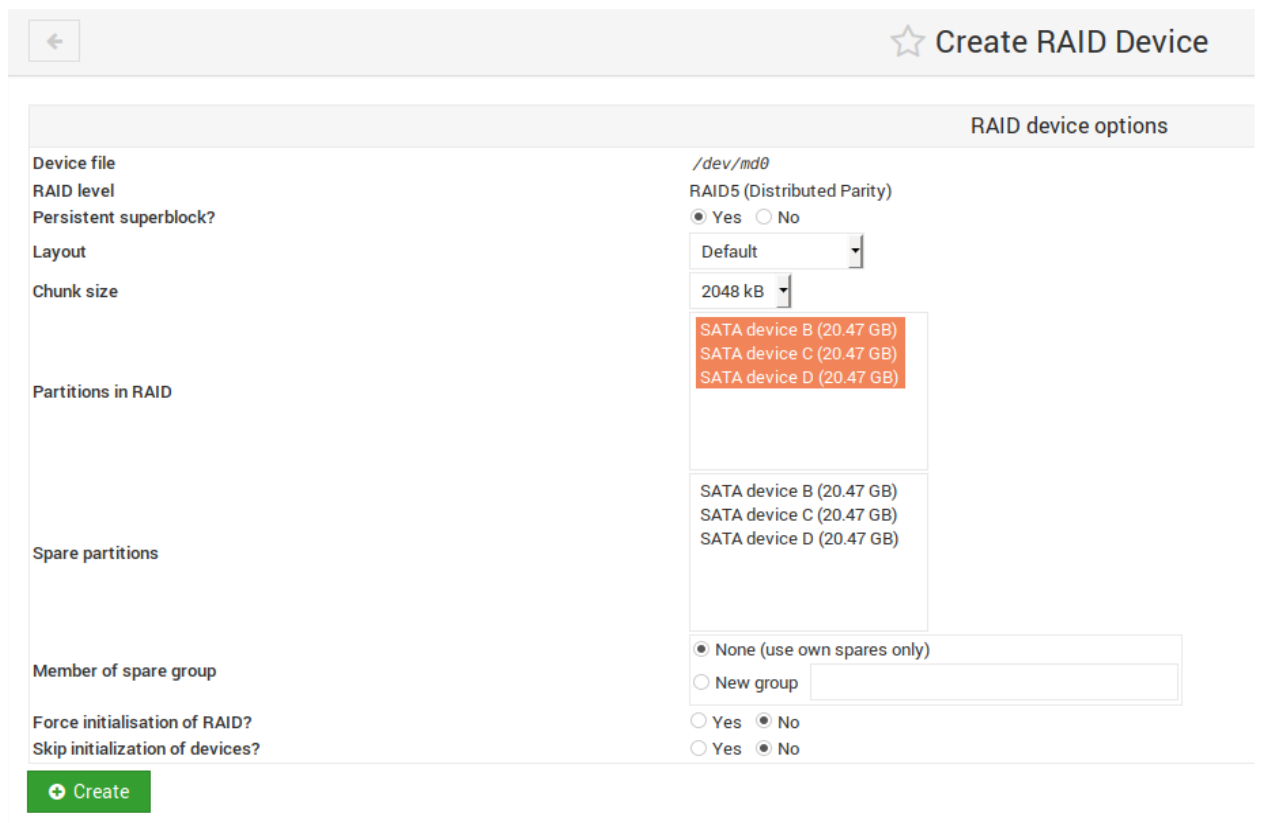 Create RAID Device
RAID device options
Device file /dev/md0
RAID level RAID5 (Distributed Parity)
Persistent superblock? Yes No
Layout Default
Chunk size 2048 kB
Partitions in RAID
SATA device B (20.47 GB)
SATA device C (20.47 GB)
SATA device D (20.47 GB)
Spare partitions
SATA device B (20.47 GB)
SATA device C (20.47 GB)
SATA device D (20.47 GB)
Member of spare group
None (use own spares only)
New group
Force initialisation of RAID? Yes No
Skip initialization of devices? Yes No
Create